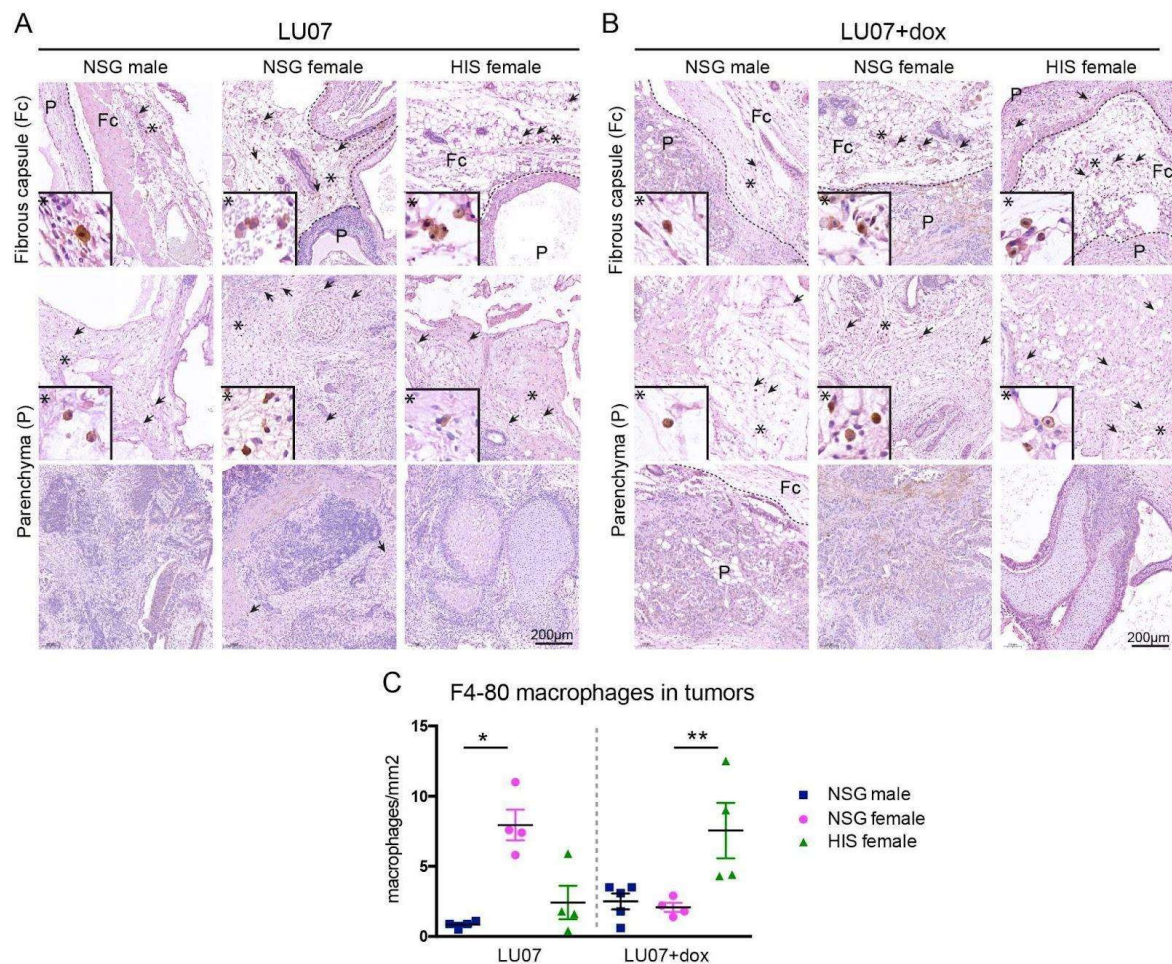 A
LU07
NSG male
NSG female
HIS female
Fibrous capsule (Fc)
P
Fc
*
*
*
P
*
Fc
*
*
P
Parenchyma (P)
*
*
*
*
*
*
200µm
B
LU07+dox
NSG male
NSG female
HIS female
Fibrous capsule (Fc)
Fc
P
*
*
Fc
*
*
P
P
*
Fc
*
P
Parenchyma (P)
*
*
*
*
*
*
Fc
P
200µm
C
F4-80 macrophages in tumors
macrophages/mm2
15
10
5
0
*
**
LU07
LU07+dox
NSG male
NSG female
HIS female